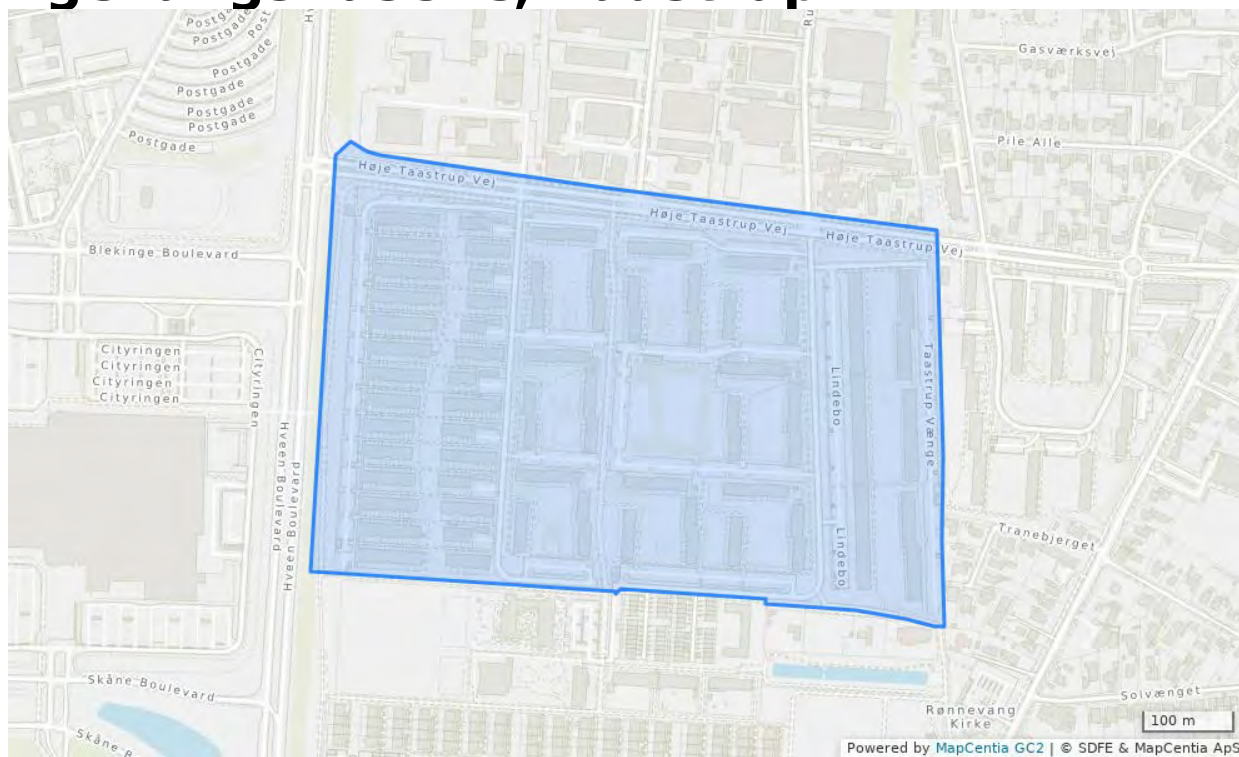 Postgade
Postgade
Postgade
Postgade
Postgade
Postgade
Postgade
Gasværksvej
Pile Alle
Høje Taastrup Vej
Høje Taastrup Vej
Høje Taastrup Vej
Blekinge Boulevard
Cityringen
Cityringen
Cityringen
Cityringen
Cityringen
Hveen Boulevard
Hveen Boulevard
Lindebo
Lindebo
Taastrup Vænge
Tranebjerget
Skåne Boulevard
Skåne B
Solvænget
Rønnevang
Kirke
100 m
Powered by MapCentia GC2 | © SDFE & MapCentia ApS